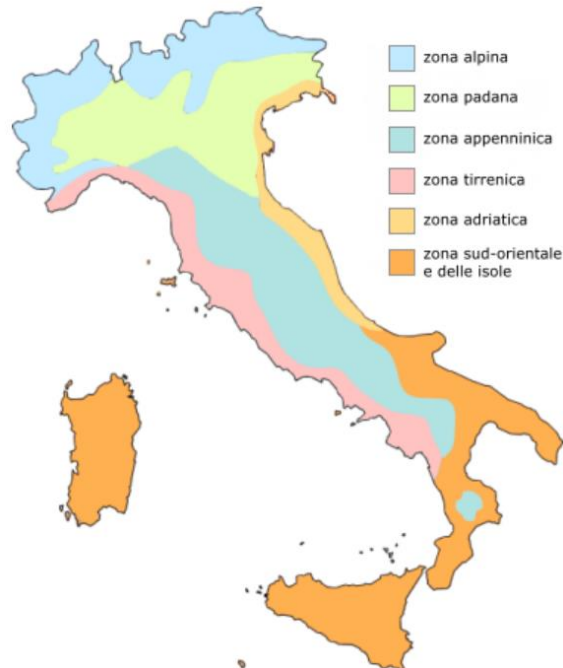 zona alpina
zona padana
zona appenninica
zona tirrenica
zona adriatica
zona sud-orientale
e delle isole